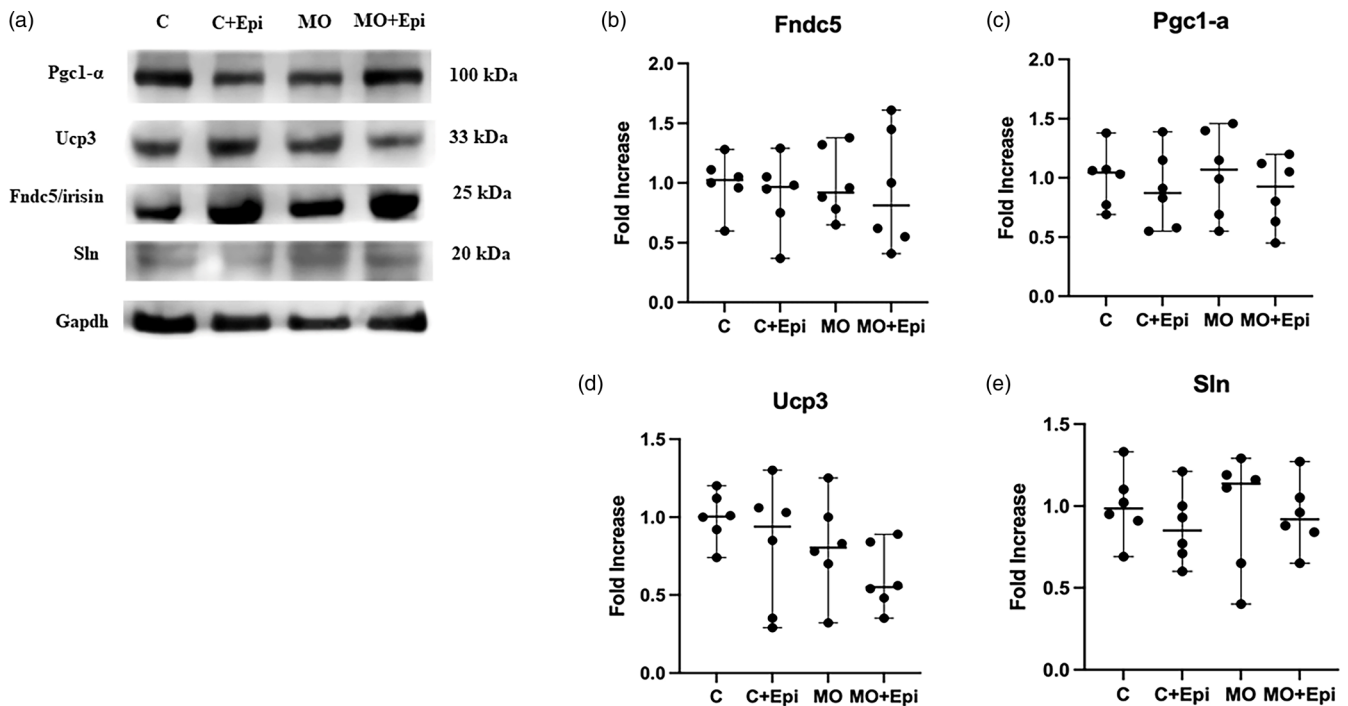 (a)
C C+Epi MO MO+Epi
Pgc1-α 100 kDa
Ucp3 33 kDa
Fndc5/irisin 25 kDa
Sln 20 kDa
Gapdh
(b)
Fndc5
Fold Increase
2.0
1.5
1.0
0.5
0.0
C C+Epi MO MO+Epi
(c)
Pgc1-a
Fold Increase
2.0
1.5
1.0
0.5
0.0
C C+Epi MO MO+Epi
(d)
Ucp3
Fold Increase
1.5
1.0
0.5
0.0
C C+Epi MO MO+Epi
(e)
Sln
Fold Increase
1.5
1.0
0.5
0.0
C C+Epi MO MO+Epi